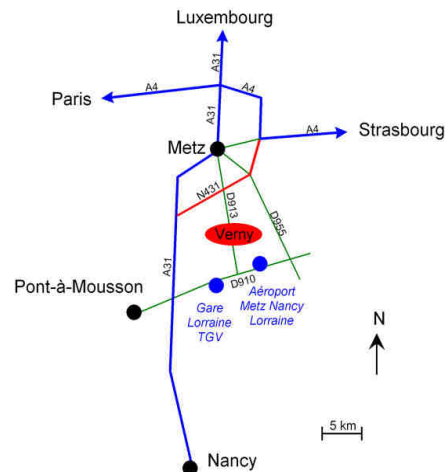 Luxembourg
A31
A4
A4
Paris
A31
A4
Strasbourg
Metz
N431
D913
D955
Verny
A31
D910
Pont-à-Mousson
Gare
Lorraine
TGV
Aéroport
Metz Nancy
Lorraine
N
5 km
Nancy